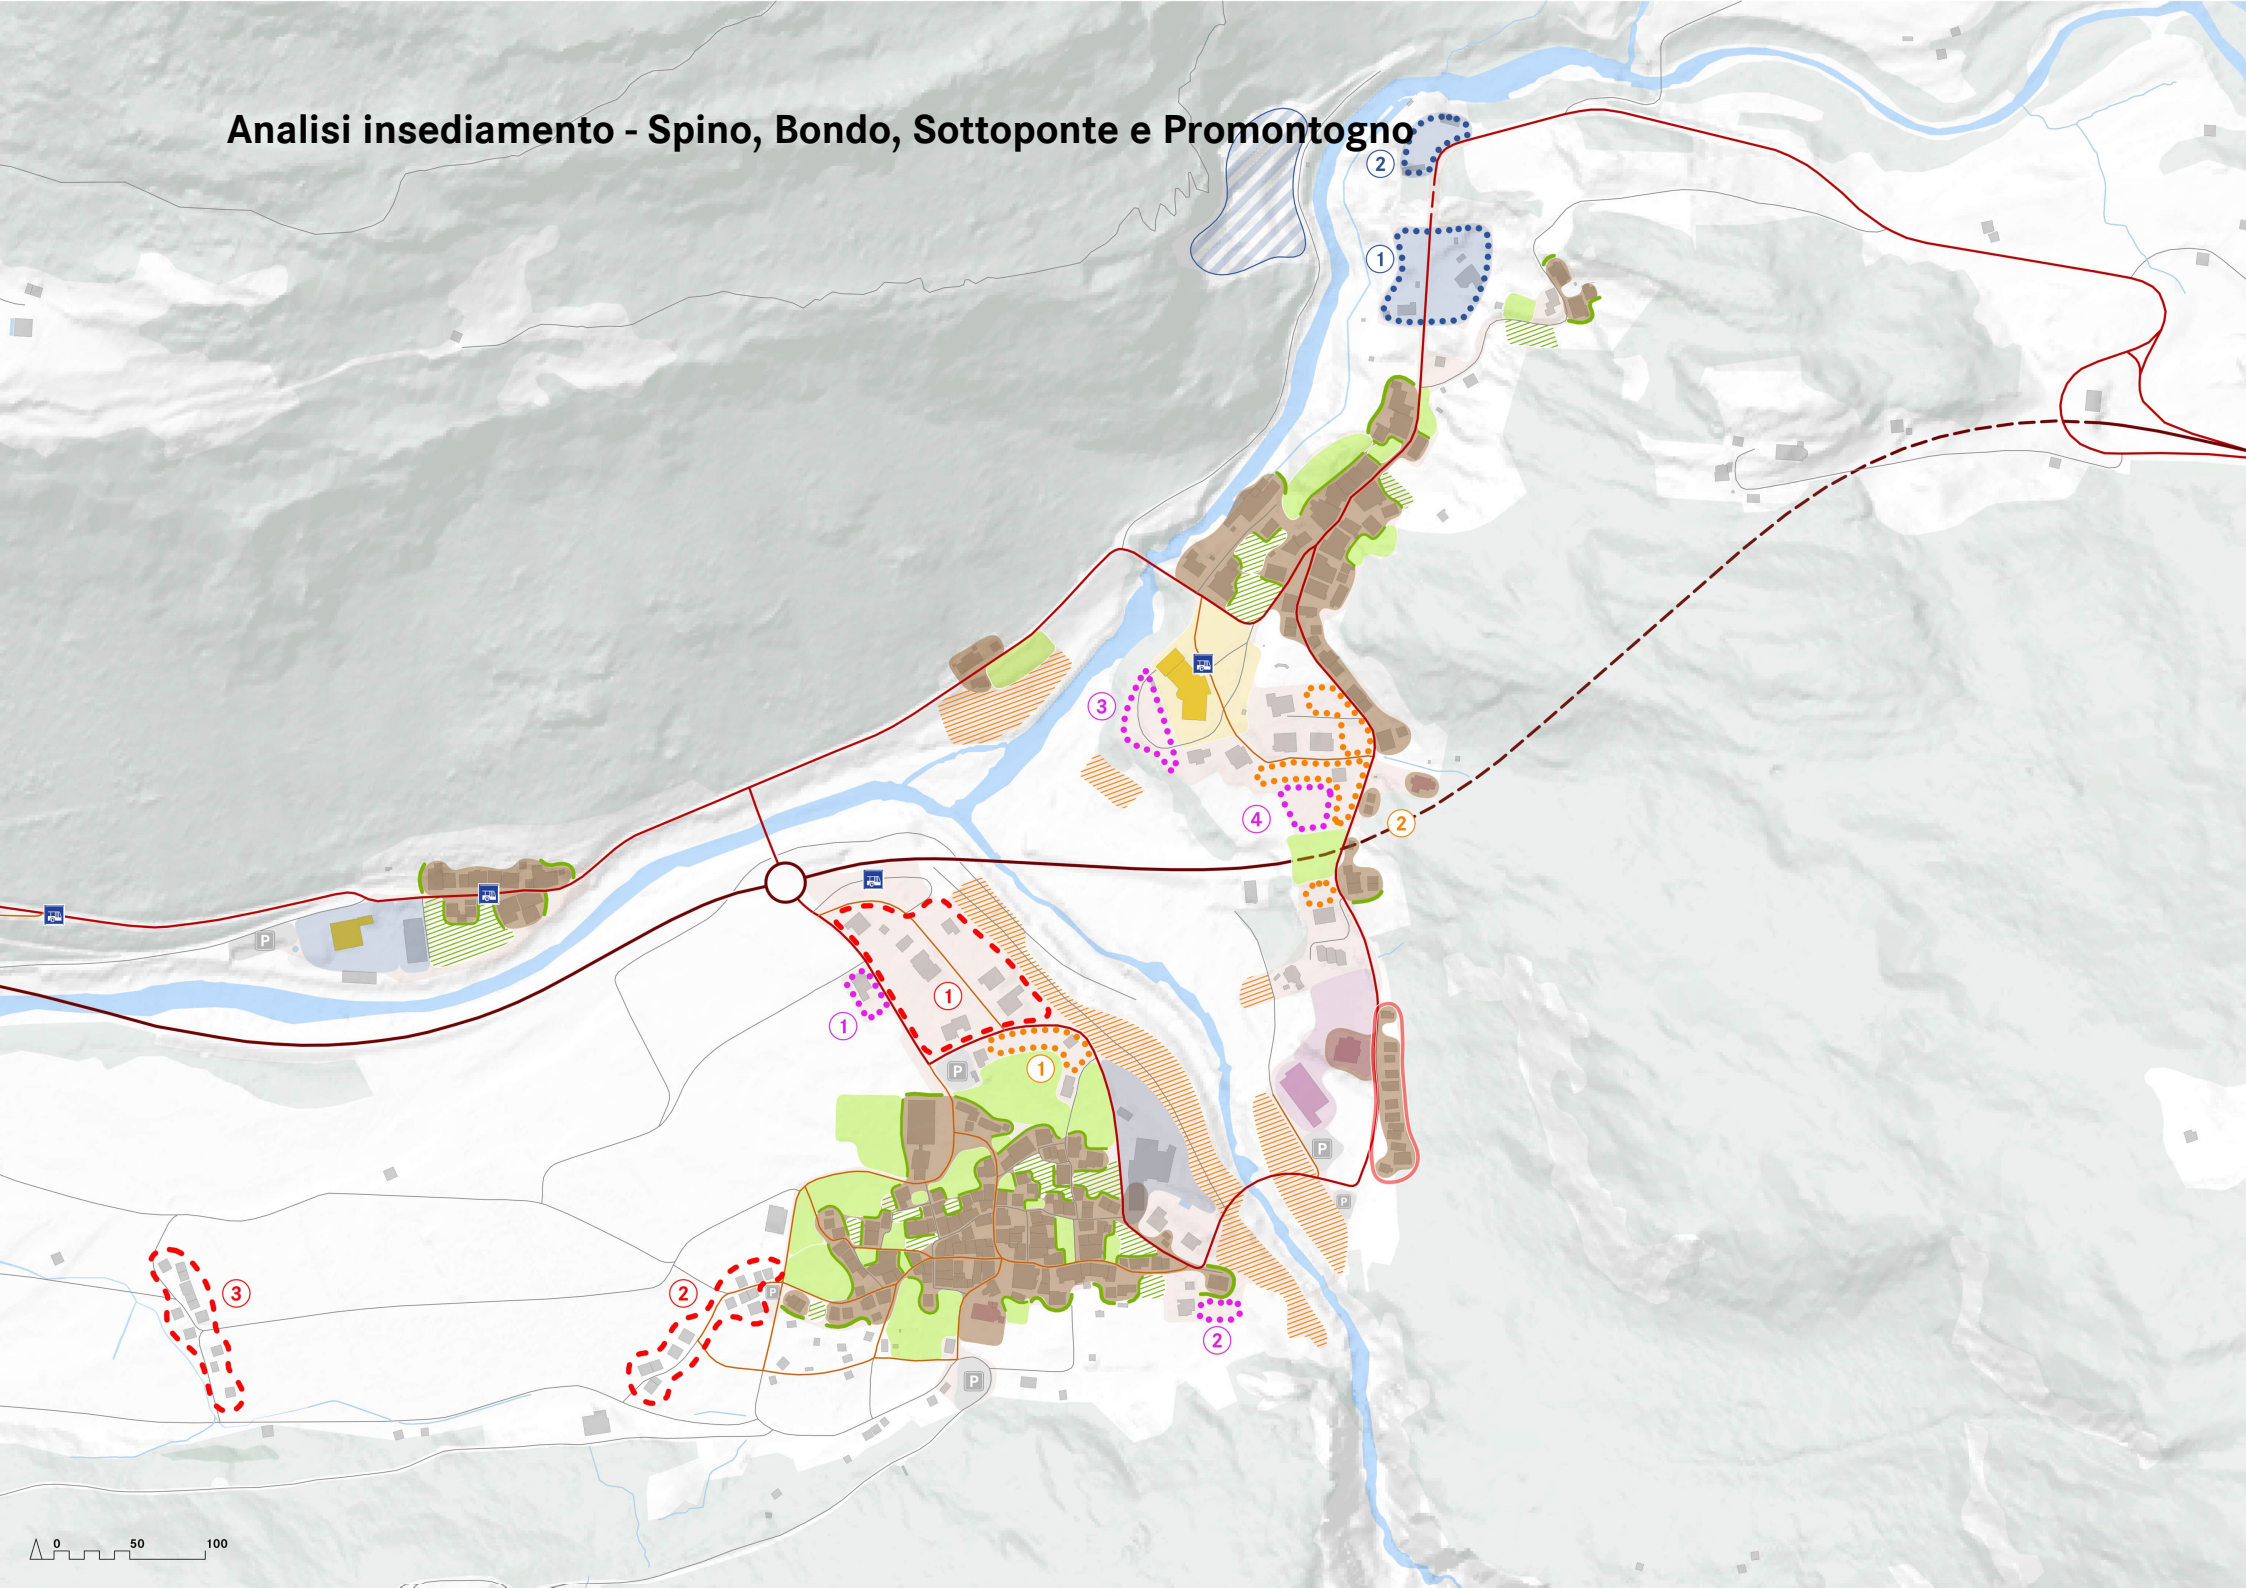 Analisi insediamento - Spino, Bondo, Sottoponte e Promontogno
2
1
3
4
2
P
1
1
1
P
P
P
3
2
P
2
P
0 50 100